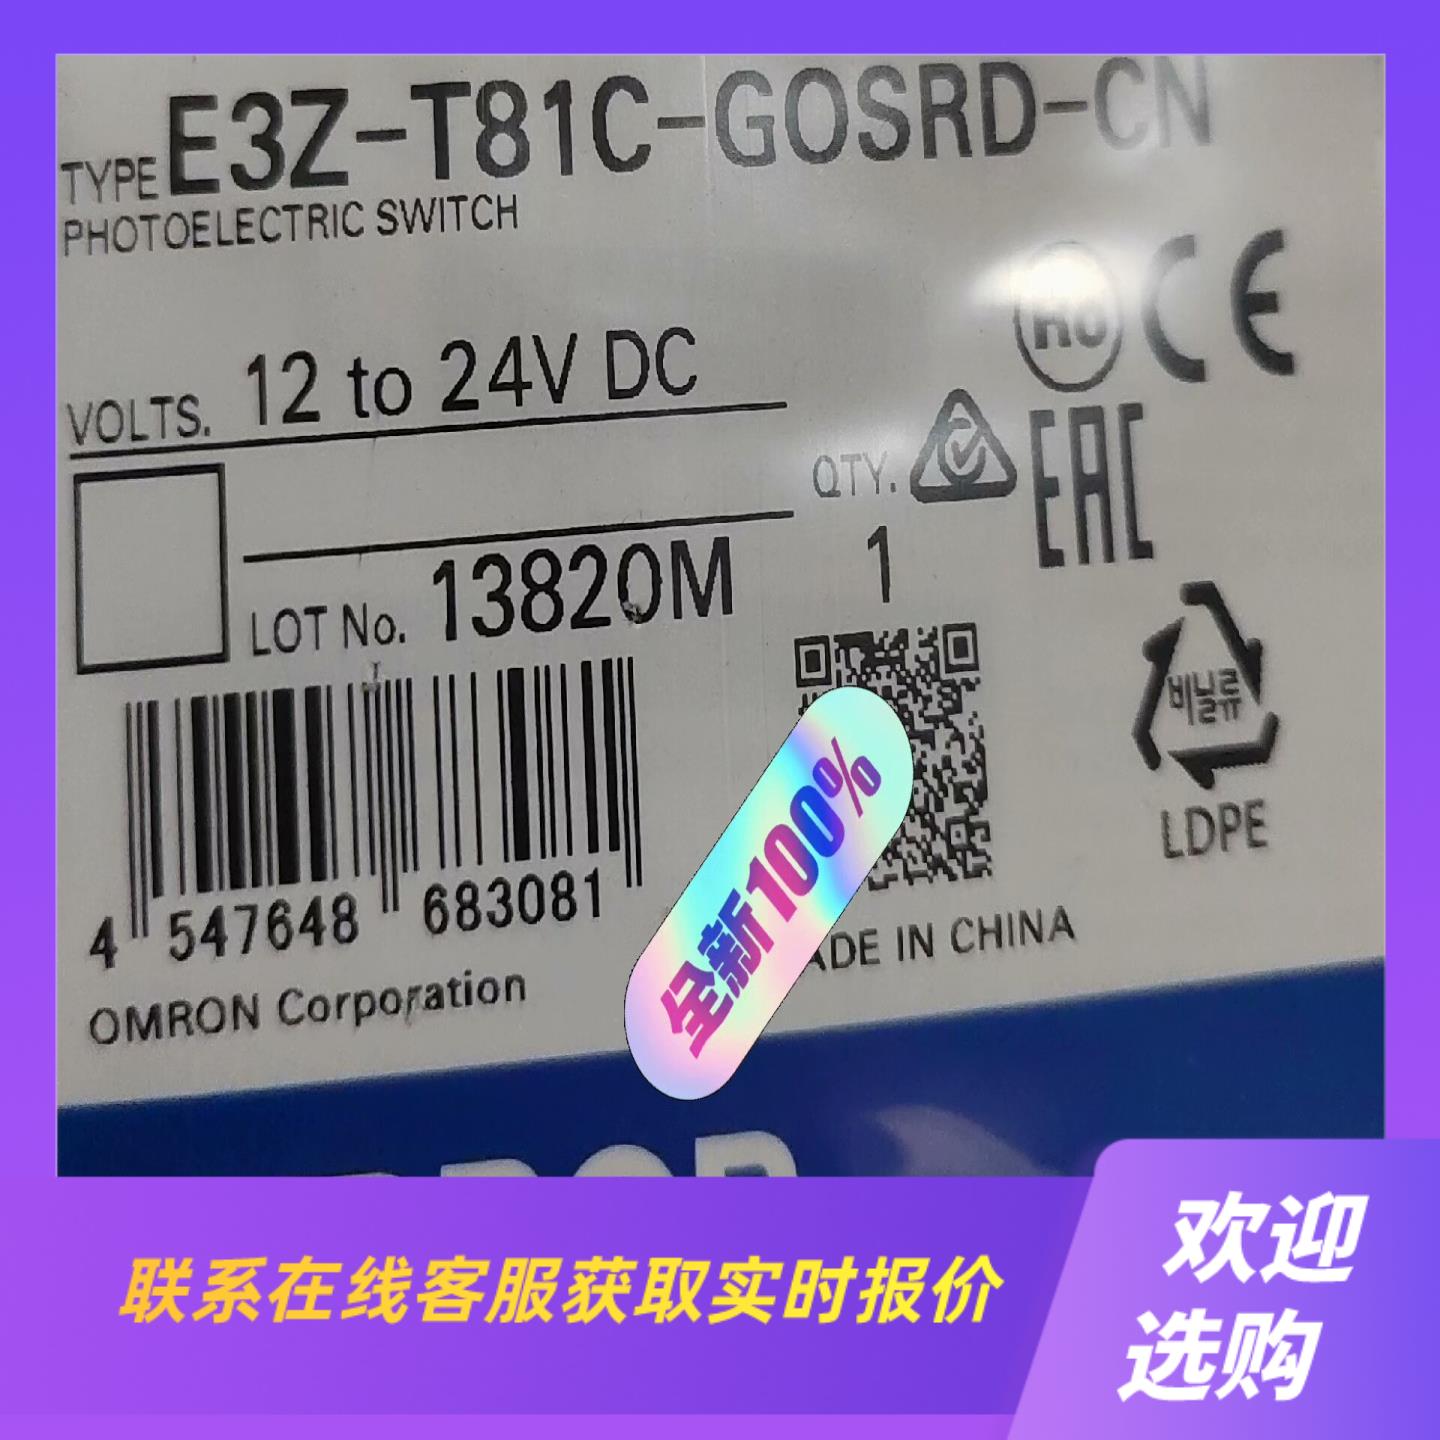 TYPE E3Z-T81C-GOSRD-CN
PHOTOELECTRIC SWITCH
VOLTS. 12 to 24V DC
QTY.
1
LOT No. 13820M
CE
EAC
비닐류
LDPE
4 547648 683081
全新100%
ADE IN CHINA
OMRON Corporation
联系在线客服获取实时报价
欢迎
选购